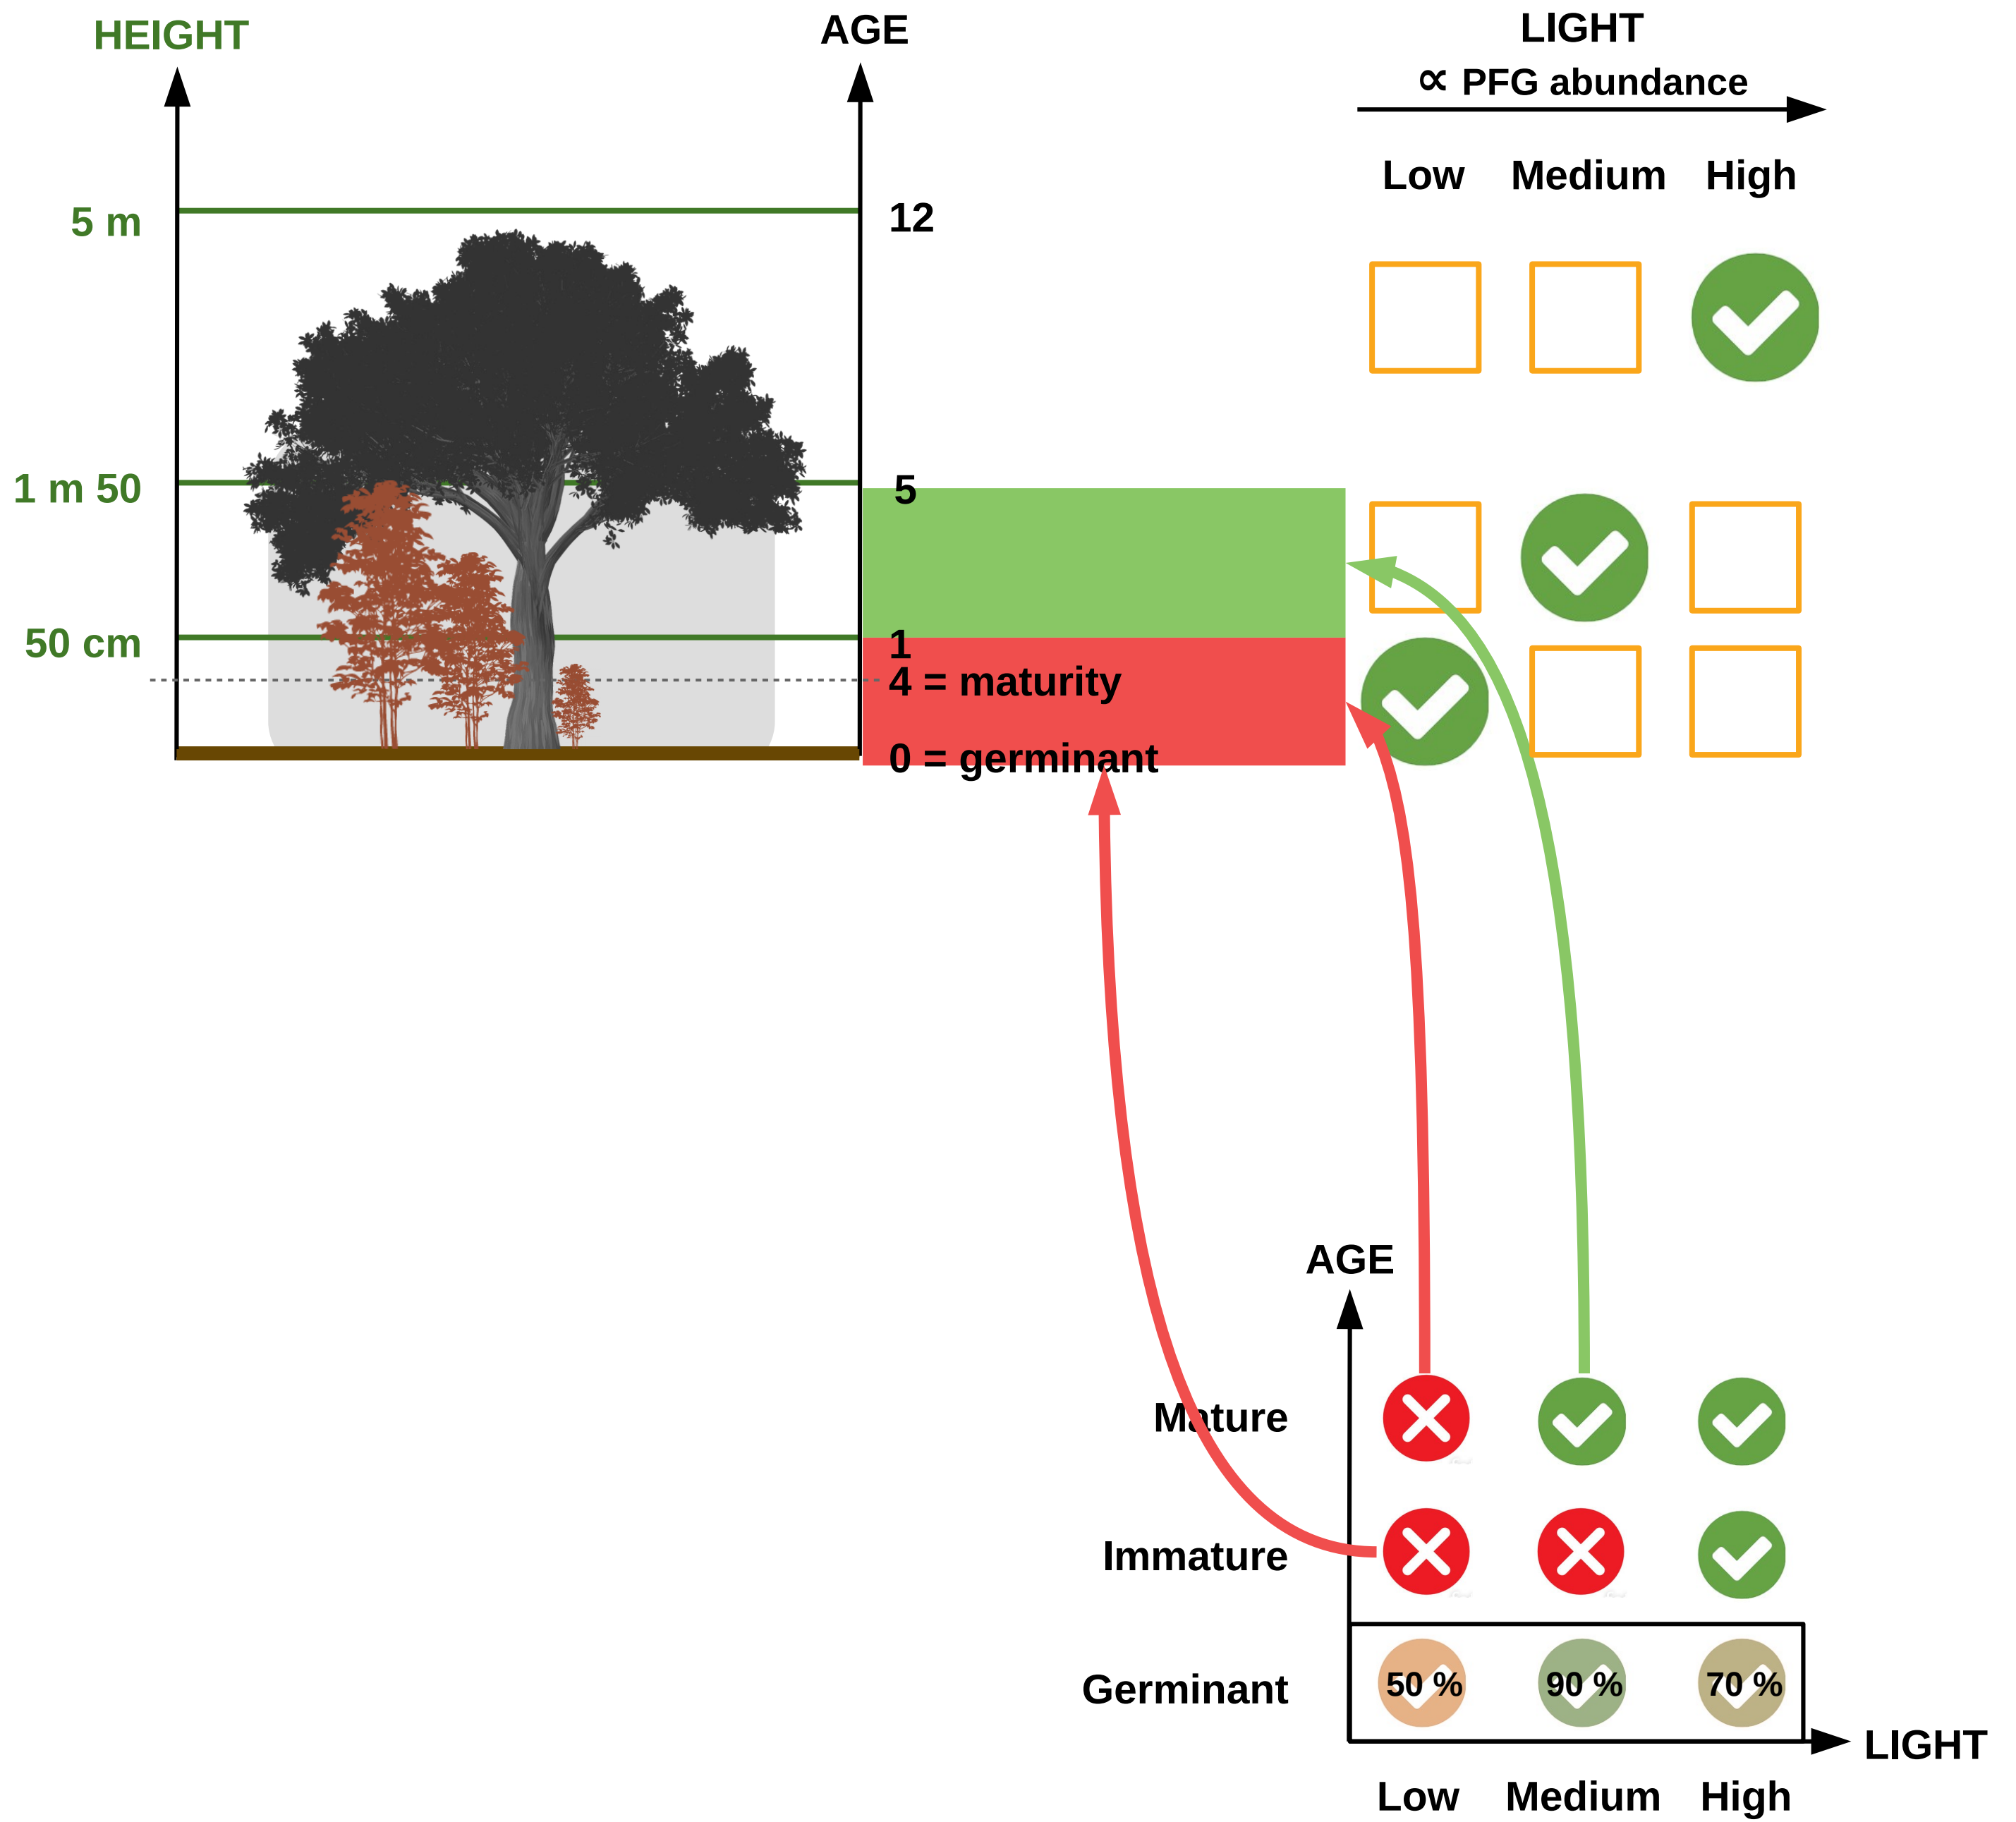 HEIGHT
AGE
LIGHT
∝ PFG abundance
Low Medium High
5 m
12
1 m 50
5
50 cm
1
4 = maturity
0 = germinant
AGE
Mature
Immature
Germinant
50 % 90 % 70 %
LIGHT
Low Medium High